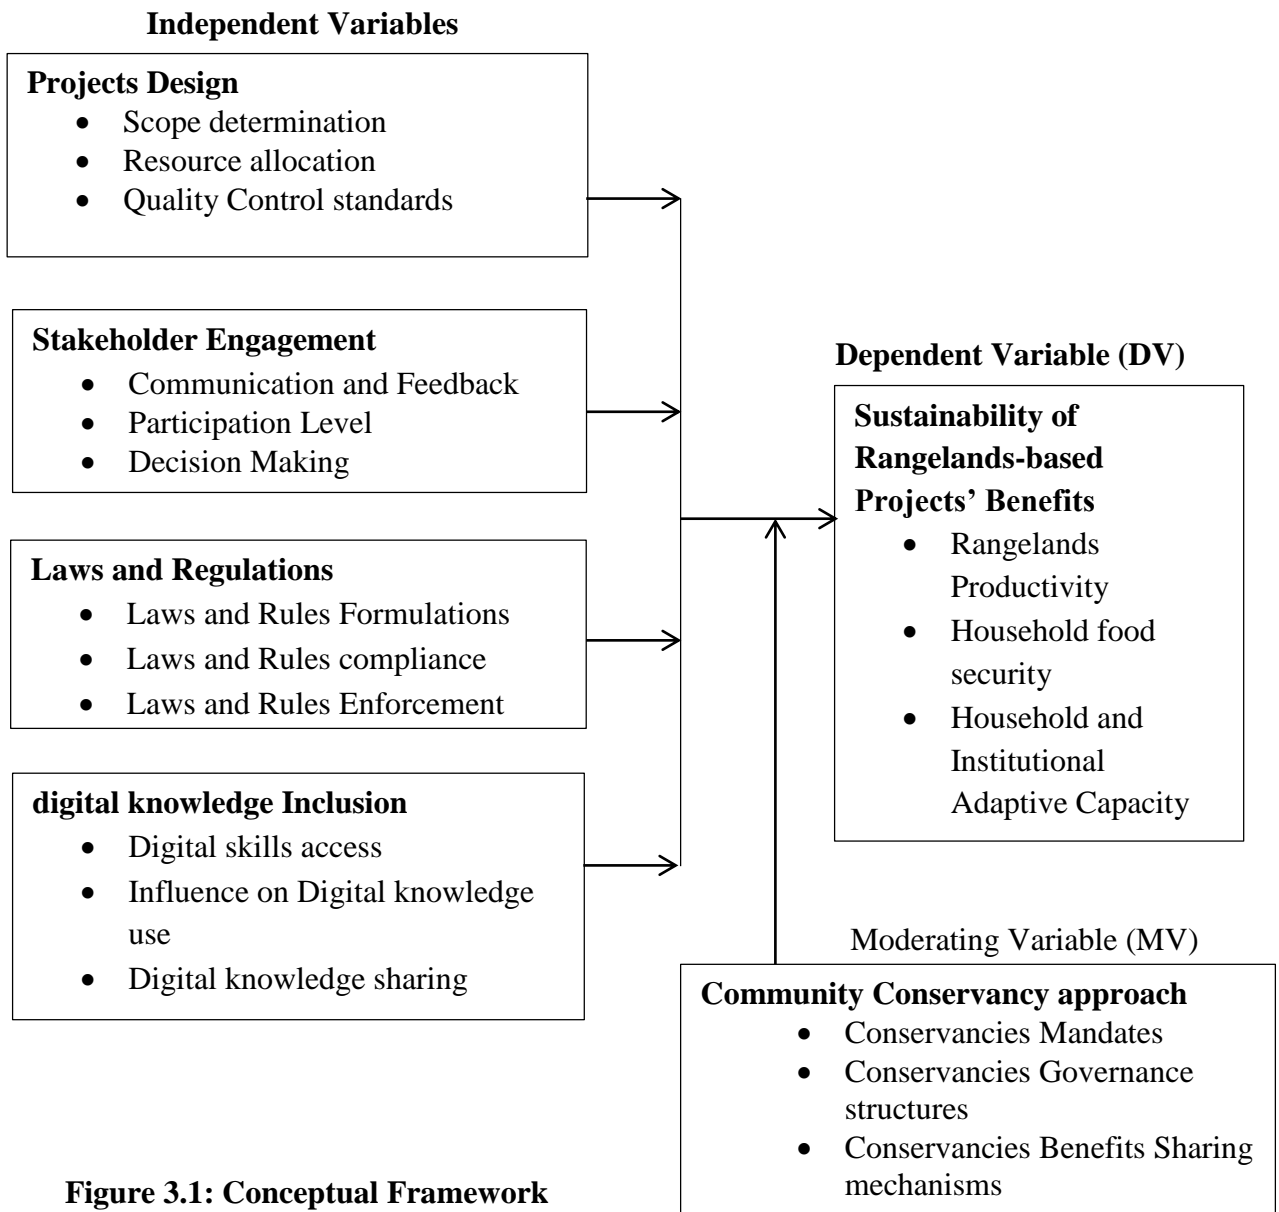 Independent Variables
Projects Design
• Scope determination
• Resource allocation
• Quality Control standards
Stakeholder Engagement
• Communication and Feedback
• Participation Level
• Decision Making
Laws and Regulations
• Laws and Rules Formulations
• Laws and Rules compliance
• Laws and Rules Enforcement
digital knowledge Inclusion
• Digital skills access
• Influence on Digital knowledge
use
• Digital knowledge sharing
Dependent Variable (DV)
Sustainability of
Rangelands-based
Projects’ Benefits
• Rangelands
Productivity
• Household food
security
• Household and
Institutional
Adaptive Capacity
Moderating Variable (MV)
Community Conservancy approach
• Conservancies Mandates
• Conservancies Governance
structures
• Conservancies Benefits Sharing
mechanisms
Figure 3.1: Conceptual Framework